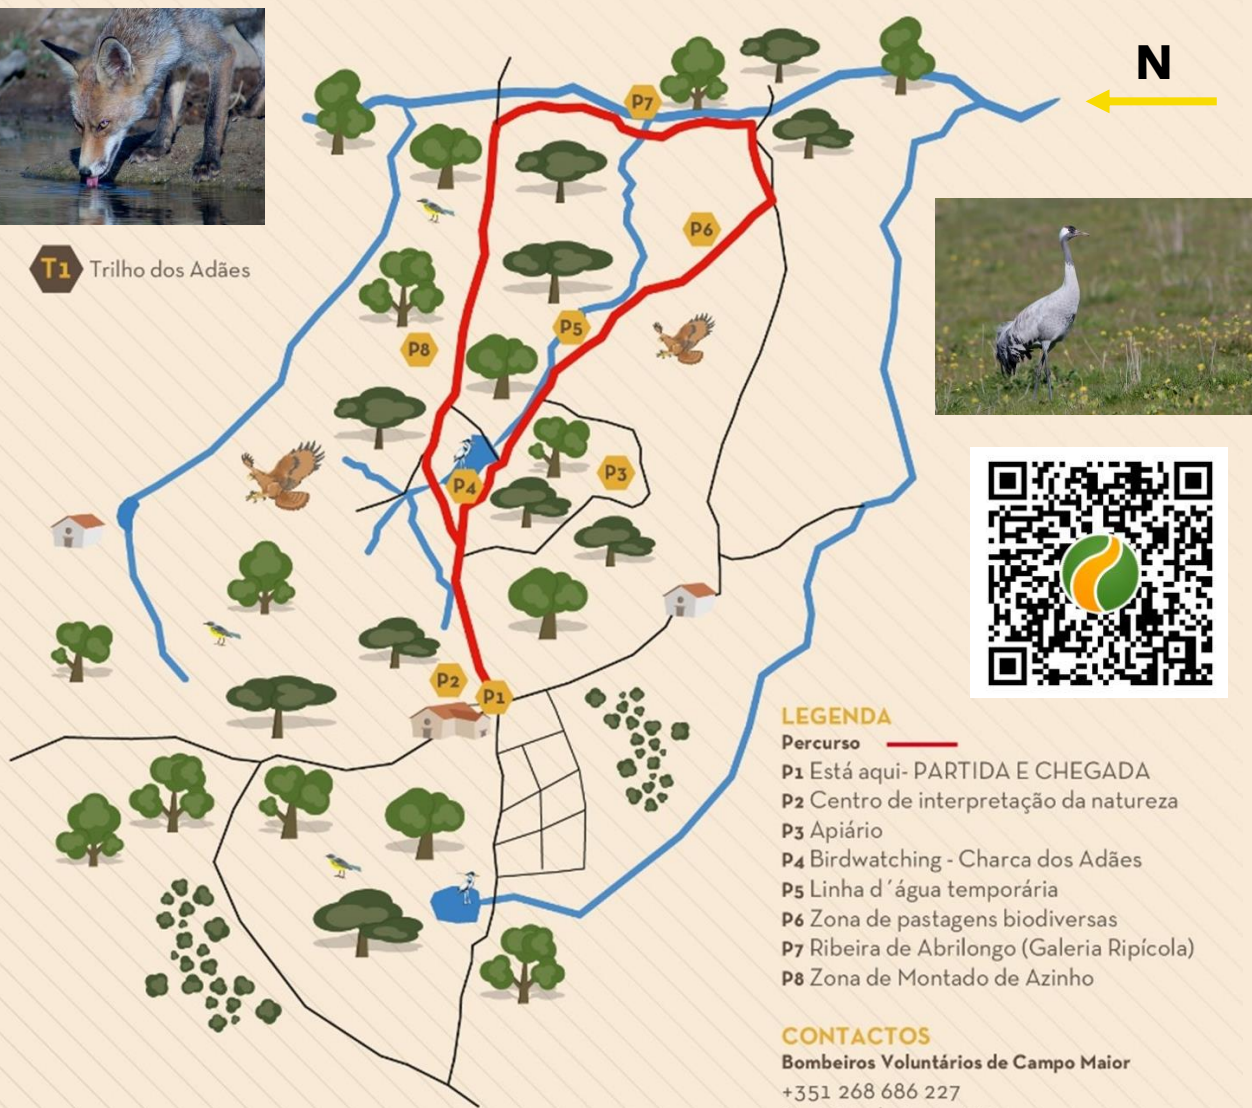 N
P7
P6
T1 Trilho dos Adães
P5
P8
P3
P4
P2
P1
LEGENDA
Percurso
P1 Está aqui- PARTIDA E CHEGADA
P2 Centro de interpretação da natureza
P3 Apiário
P4 Birdwatching - Charca dos Adães
P5 Linha d´água temporária
P6 Zona de pastagens biodiversas
P7 Ribeira de Abrilongo (Galeria Ripícola)
P8 Zona de Montado de Azinho
CONTACTOS
Bombeiros Voluntários de Campo Maior
+351 268 686 227